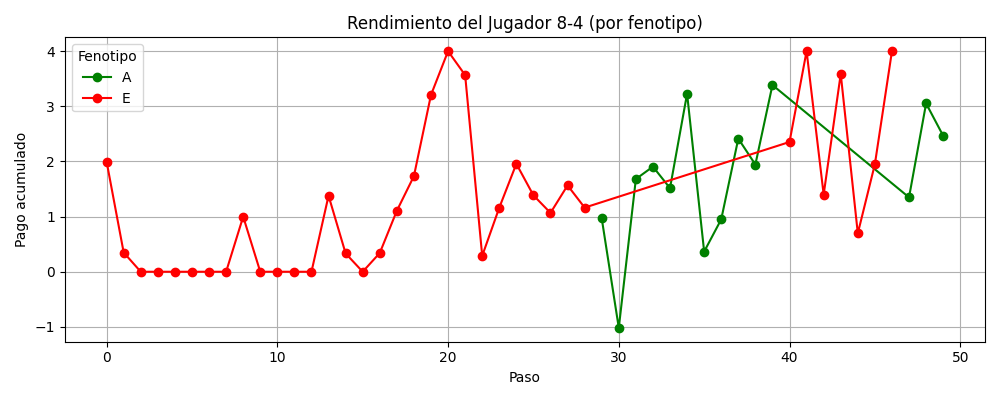 Rendimiento del Jugador 8-4 (por fenotipo)
Fenotipo
A
E
Pago acumulado
4
3
2
1
0
−1
0 10 20 30 40 50
Paso